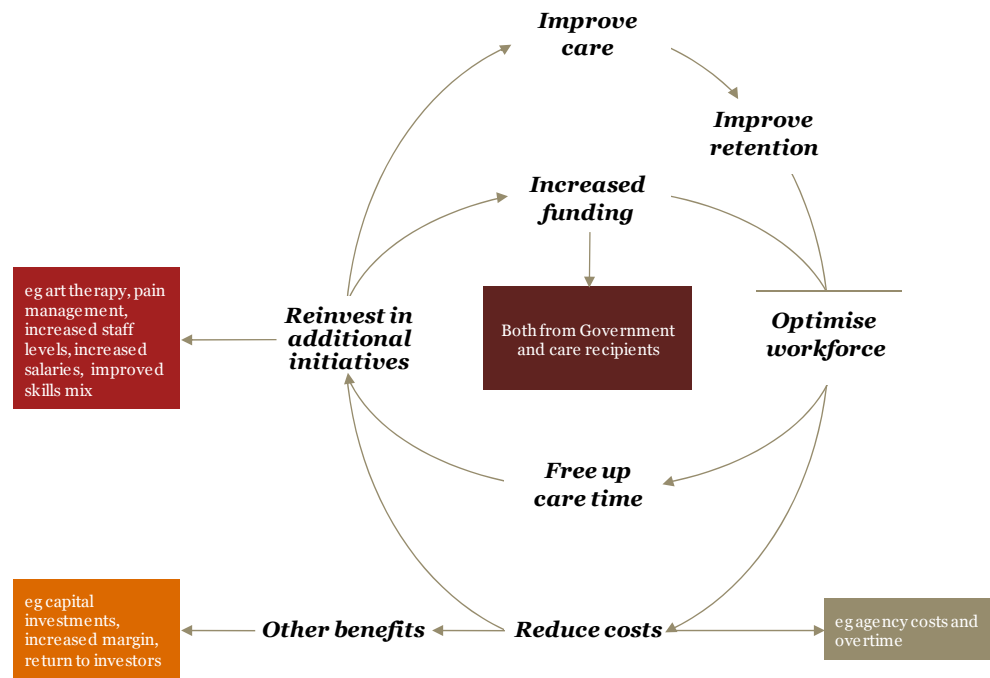 Improve
care
Improve
retention
Increased
funding
eg art therapy, pain
management,
increased staff
levels, increased
salaries, improved
skills mix
Reinvest in
additional
initiatives
Both from Government
and care recipients
Optimise
workforce
Free up
care time
eg capital
investments,
increased margin,
return to investors
Other benefits
Reduce costs
eg agency costs and
overtime